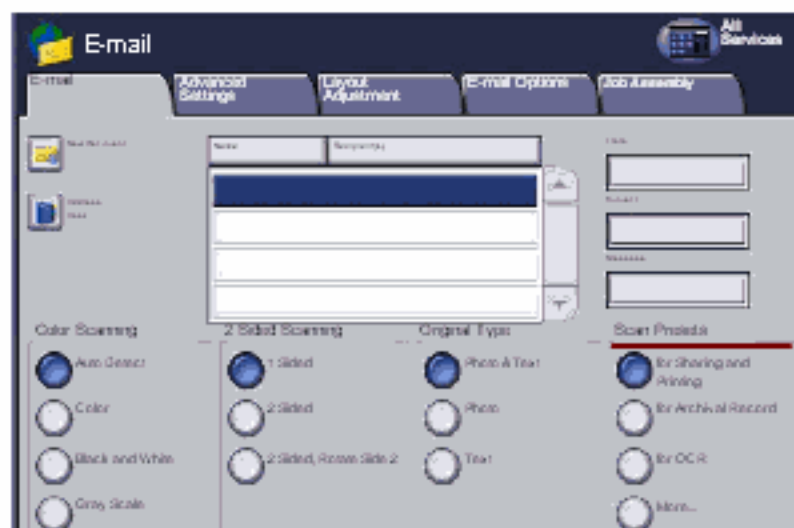 E-mail
All
Services
E-mail
Advanced
Settings
Layout
Adjustment
E-mail Options
Job Assembly
Color Scanning
2 Sided Scanning
Original Type
Scan Presets
Auto Detect
1 Sided
Photo & Text
for Sharing and
Printing
Color
2 Sided
Photo
for Archival Record
Black and White
2 Sided, Rotate Side 2
Text
for OCR
Gray Scale
More...